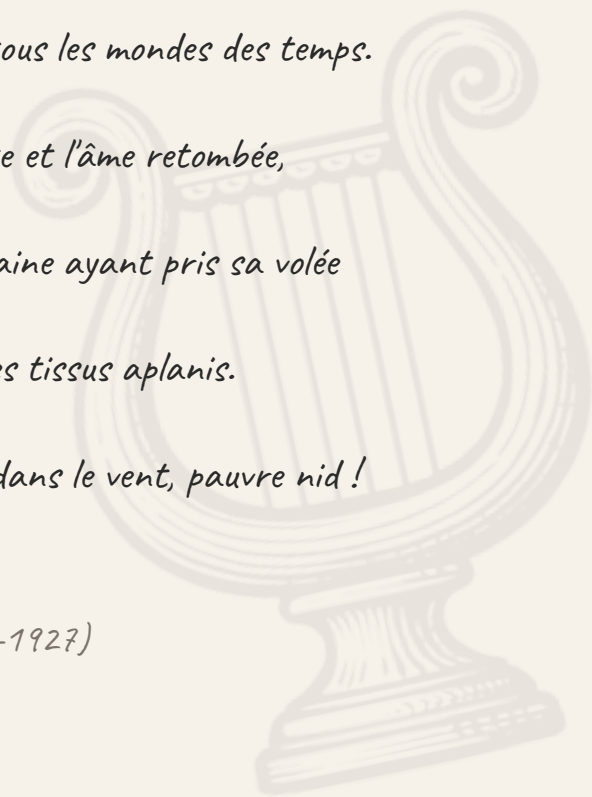 ous les mondes des temps.
e et l'âme retombée,
aine ayant pris sa volée
s tissus aplanis.
dans le vent, pauvre nid !
-1927)